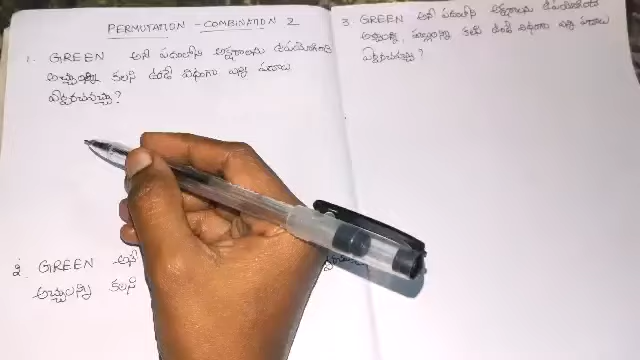 PERMUTATION - COMBINATION 2
1. GREEN అనే పదంలోని అక్షరాలను ఉపయోగించి
అచ్చులన్నీ కలసి ఉండే విధంగా ఎన్ని పదాలు
ఏర్పరచవచ్చు?
2. GREEN అనే
అచ్చులన్ని కలసి
3. GREEN అనే పదంలోని అక్షరాలను ఉపయోగించి
అచ్చులన్నీ, హల్లులన్నీ కలసి ఉండే విధంగా ఎన్ని పదాలు
ఏర్పరచవచ్చు?